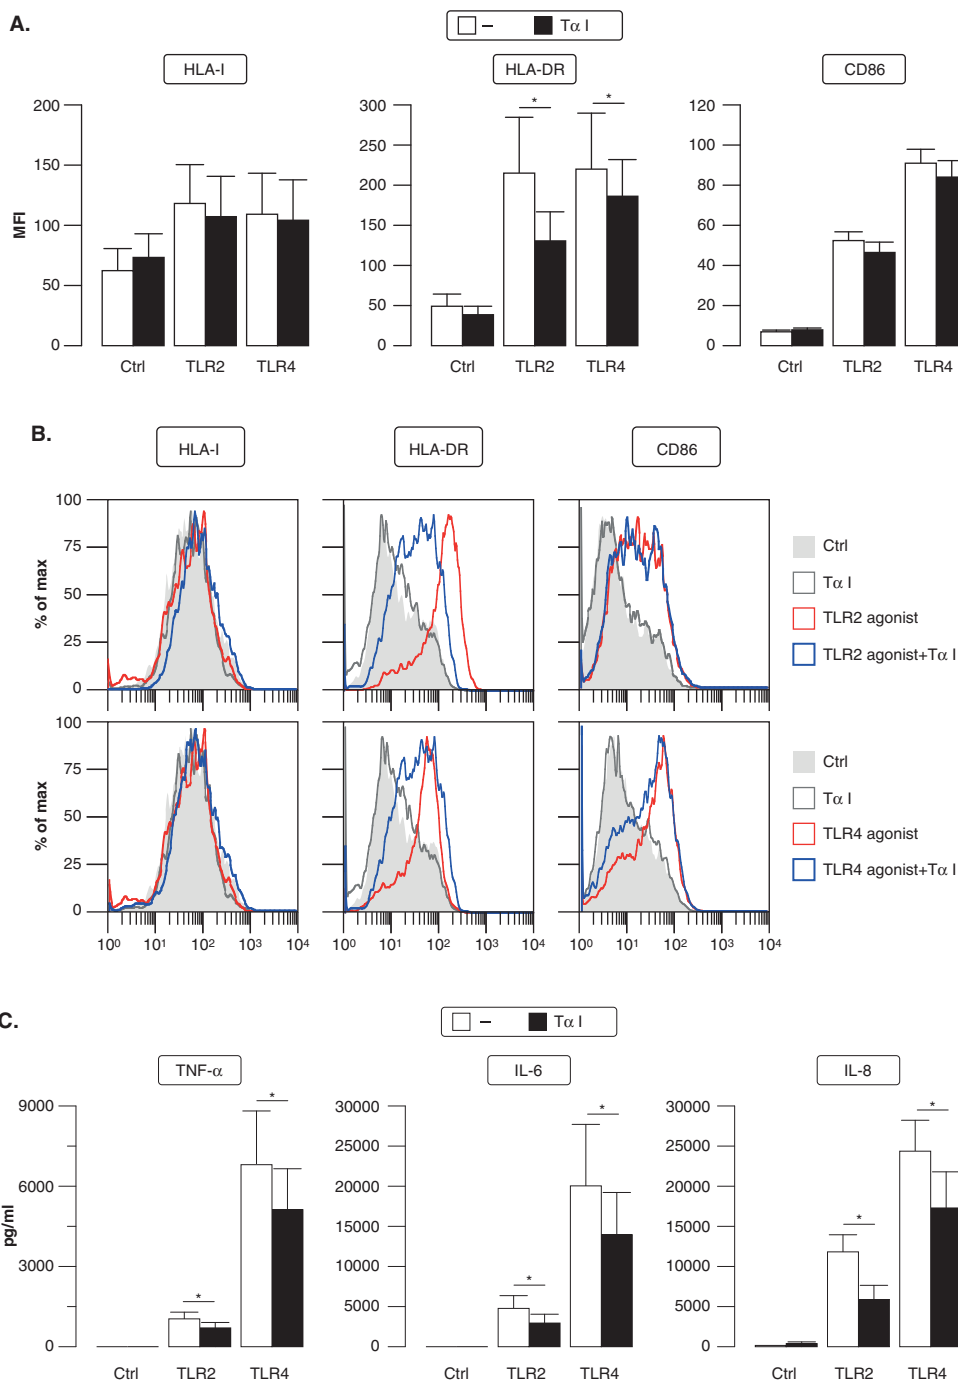 A.
– Tα I
HLA-I HLA-DR CD86
MFI
200
150
100
50
0
Ctrl TLR2 TLR4
300
250
200
150
100
50
0
* *
Ctrl TLR2 TLR4
120
100
80
60
40
20
0
Ctrl TLR2 TLR4
B.
HLA-I HLA-DR CD86
% of max
100
75
50
25
0
Ctrl
Tα I
TLR2 agonist
TLR2 agonist+Tα I
% of max
100
75
50
25
0
10⁰ 10¹ 10² 10³ 10⁴
10⁰ 10¹ 10² 10³ 10⁴
10⁰ 10¹ 10² 10³ 10⁴
Ctrl
Tα I
TLR4 agonist
TLR4 agonist+Tα I
C.
– Tα I
TNF-α IL-6 IL-8
pg/ml
9000
6000
3000
0
* *
Ctrl TLR2 TLR4
30000
25000
20000
15000
10000
5000
0
* *
Ctrl TLR2 TLR4
30000
25000
20000
15000
10000
5000
0
* *
Ctrl TLR2 TLR4